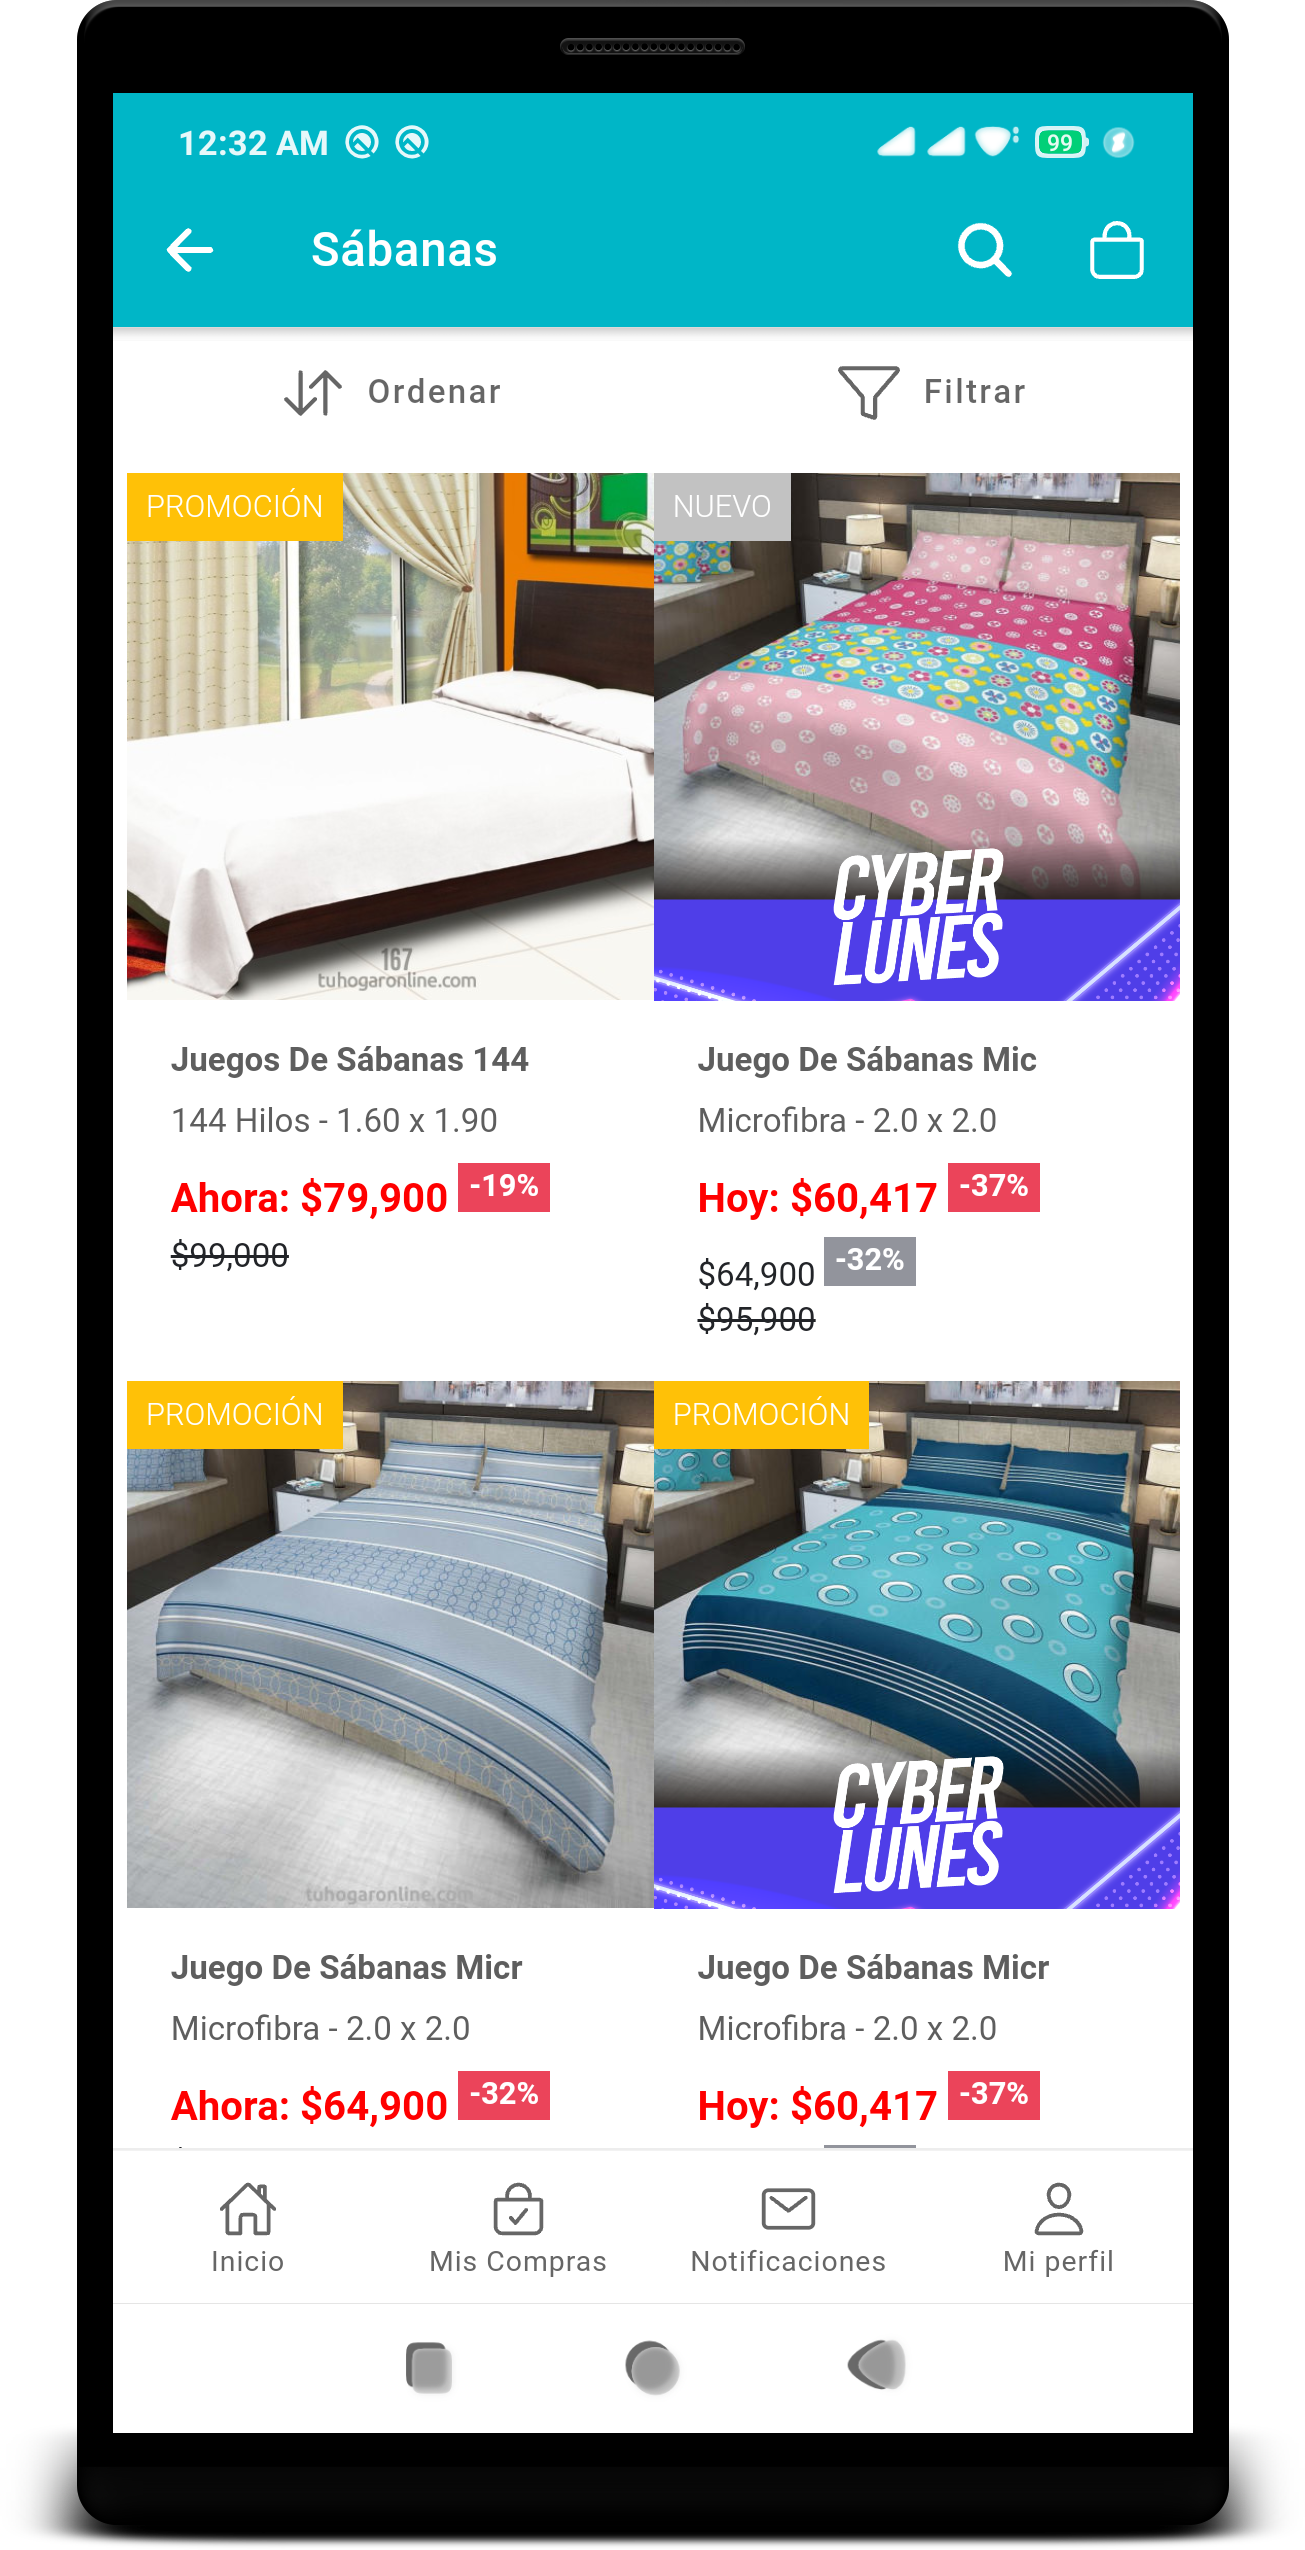 12:32 AM
99
Sábanas
Ordenar
Filtrar
PROMOCIÓN
NUEVO
167
tuhogaronline.com
CYBER
LUNES
Juegos De Sábanas 144
144 Hilos - 1.60 x 1.90
Ahora: $79,900 -19%
$99,000
Juego De Sábanas Mic
Microfibra - 2.0 x 2.0
Hoy: $60,417 -37%
$64,900 -32%
$95,900
PROMOCIÓN
PROMOCIÓN
tuhogaronline.com
CYBER
LUNES
Juego De Sábanas Micr
Microfibra - 2.0 x 2.0
Ahora: $64,900 -32%
Juego De Sábanas Micr
Microfibra - 2.0 x 2.0
Hoy: $60,417 -37%
Inicio
Mis Compras
Notificaciones
Mi perfil